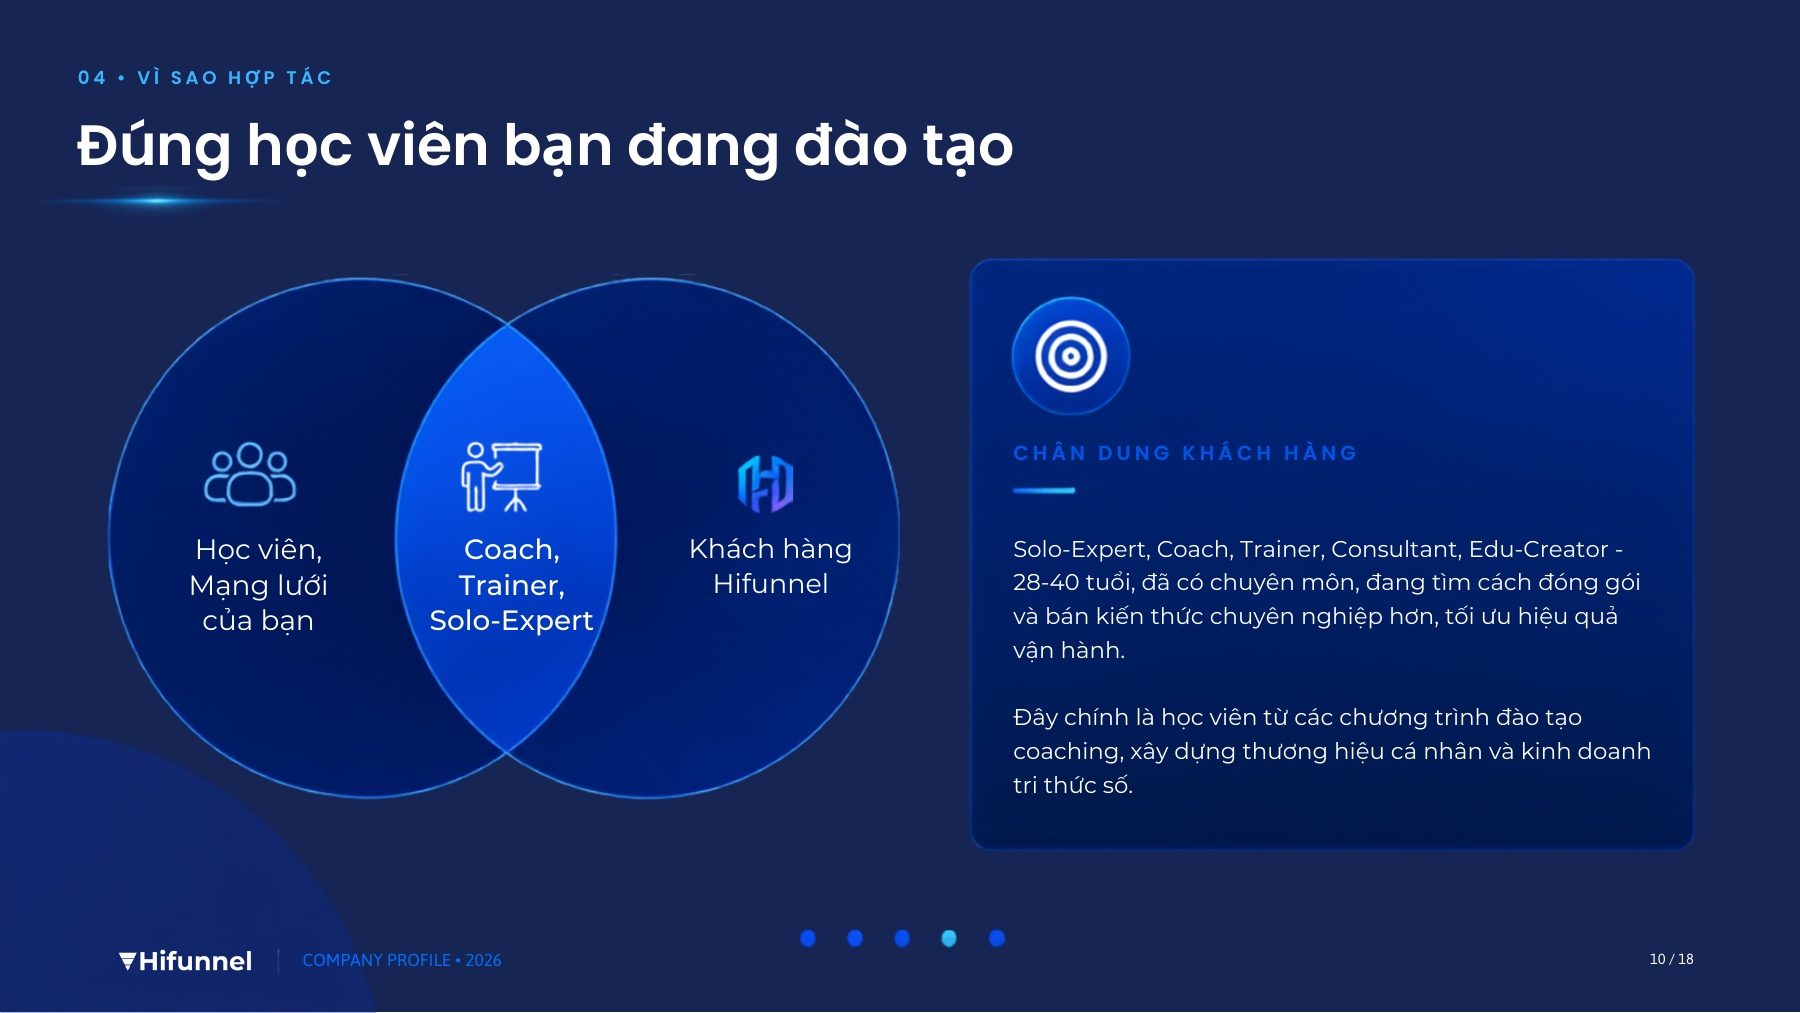 04 • VÌ SAO HỢP TÁC
Đúng học viên bạn đang đào tạo
Học viên,
Mạng lưới
của bạn
Coach,
Trainer,
Solo-Expert
Khách hàng
Hifunnel
CHÂN DUNG KHÁCH HÀNG
Solo-Expert, Coach, Trainer, Consultant, Edu-Creator -
28-40 tuổi, đã có chuyên môn, đang tìm cách đóng gói
và bán kiến thức chuyên nghiệp hơn, tối ưu hiệu quả
vận hành.
Đây chính là học viên từ các chương trình đào tạo
coaching, xây dựng thương hiệu cá nhân và kinh doanh
tri thức số.
Hifunnel
COMPANY PROFILE • 2026
10 / 18